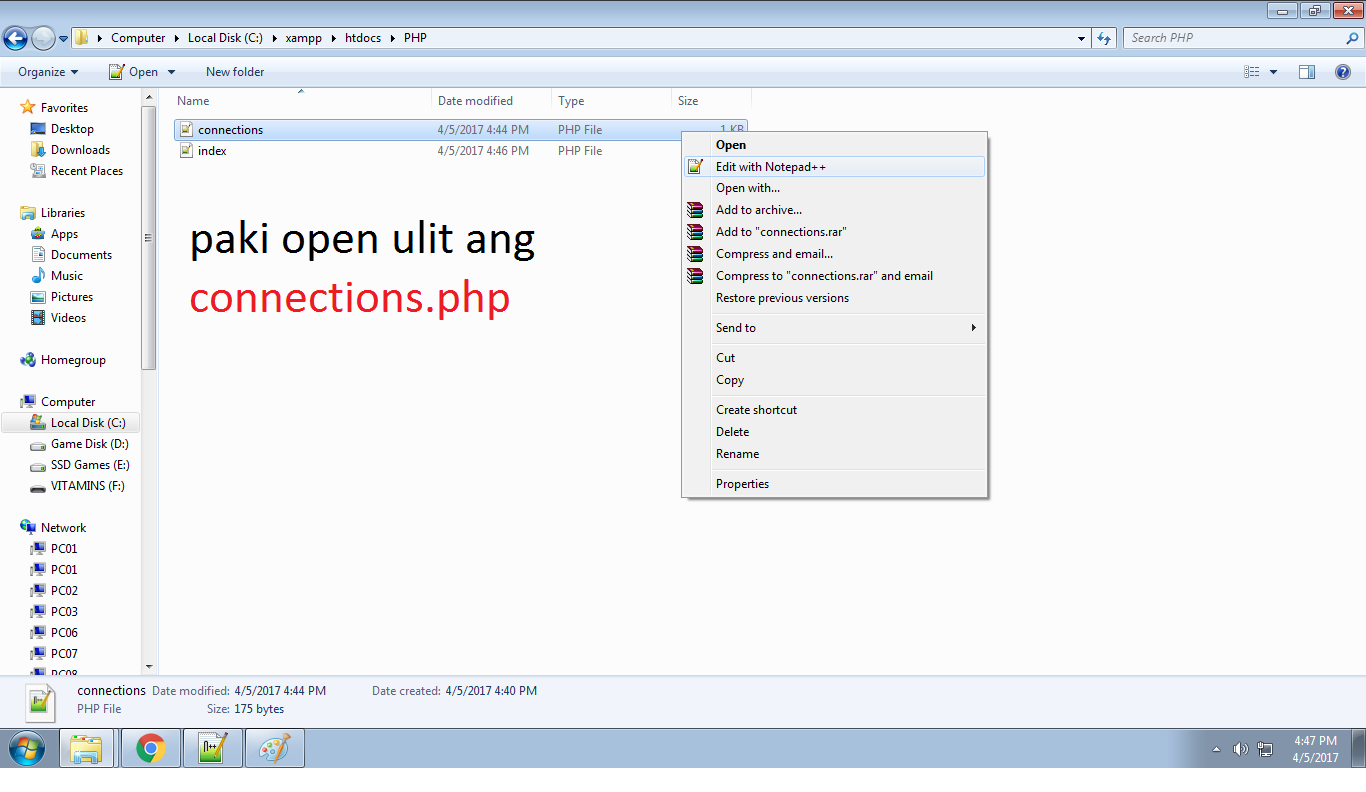 Computer Local Disk (C:) xampp htdocs PHP
Search PHP
Organize Open New folder
Name Date modified Type Size
connections 4/5/2017 4:44 PM PHP File 1 KB
index 4/5/2017 4:46 PM PHP File
Favorites
Desktop
Downloads
Recent Places
Libraries
Apps
Documents
Music
Pictures
Videos
Homegroup
Computer
Local Disk (C:)
Game Disk (D:)
SSD Games (E:)
VITAMINS (F:)
Network
PC01
PC01
PC02
PC03
PC06
PC07
PC08
paki open ulit ang
connections.php
Open
Edit with Notepad++
Open with...
Add to archive...
Add to "connections.rar"
Compress and email...
Compress to "connections.rar" and email
Restore previous versions
Send to
Cut
Copy
Create shortcut
Delete
Rename
Properties
connections Date modified: 4/5/2017 4:44 PM Date created: 4/5/2017 4:40 PM
PHP File Size: 175 bytes
4:47 PM
4/5/2017